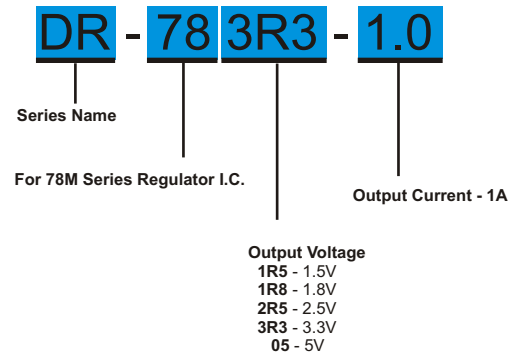 DR - 78 3R3 - 1.0
Series Name
For 78M Series Regulator I.C.
Output Current - 1A
Output Voltage
1R5 - 1.5V
1R8 - 1.8V
2R5 - 2.5V
3R3 - 3.3V
05 - 5V